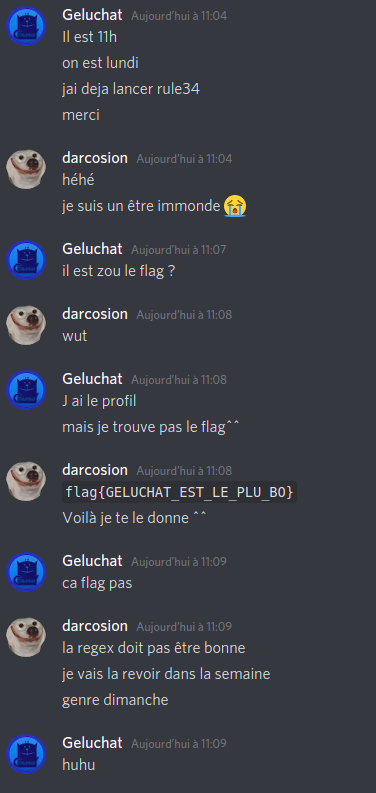 Geluchat Aujourd'hui à 11:04
Il est 11h
on est lundi
jai deja lancer rule34
merci
darcosion Aujourd'hui à 11:04
héhé
je suis un être immonde 😭
Geluchat Aujourd'hui à 11:07
il est zou le flag ?
darcosion Aujourd'hui à 11:08
wut
Geluchat Aujourd'hui à 11:08
J ai le profil
mais je trouve pas le flag^^
darcosion Aujourd'hui à 11:08
flag{GELUCHAT_EST_LE_PLU_BO}
Voilà je te le donne ^^
Geluchat Aujourd'hui à 11:09
ca flag pas
darcosion Aujourd'hui à 11:09
la regex doit pas être bonne
je vais la revoir dans la semaine
genre dimanche
Geluchat Aujourd'hui à 11:09
huhu